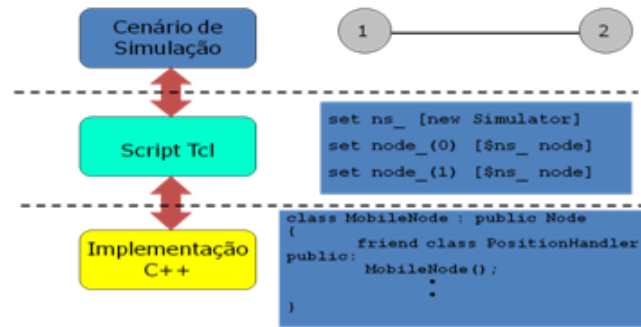 Cenário de
Simulação
1
2
Script Tcl
set ns_ [new Simulator]
set node_(0) [$ns_ node]
set node_(1) [$ns_ node]
Implementação
C++
class MobileNode : public Node
{
friend class PositionHandler
public:
MobileNode();
•
•
}